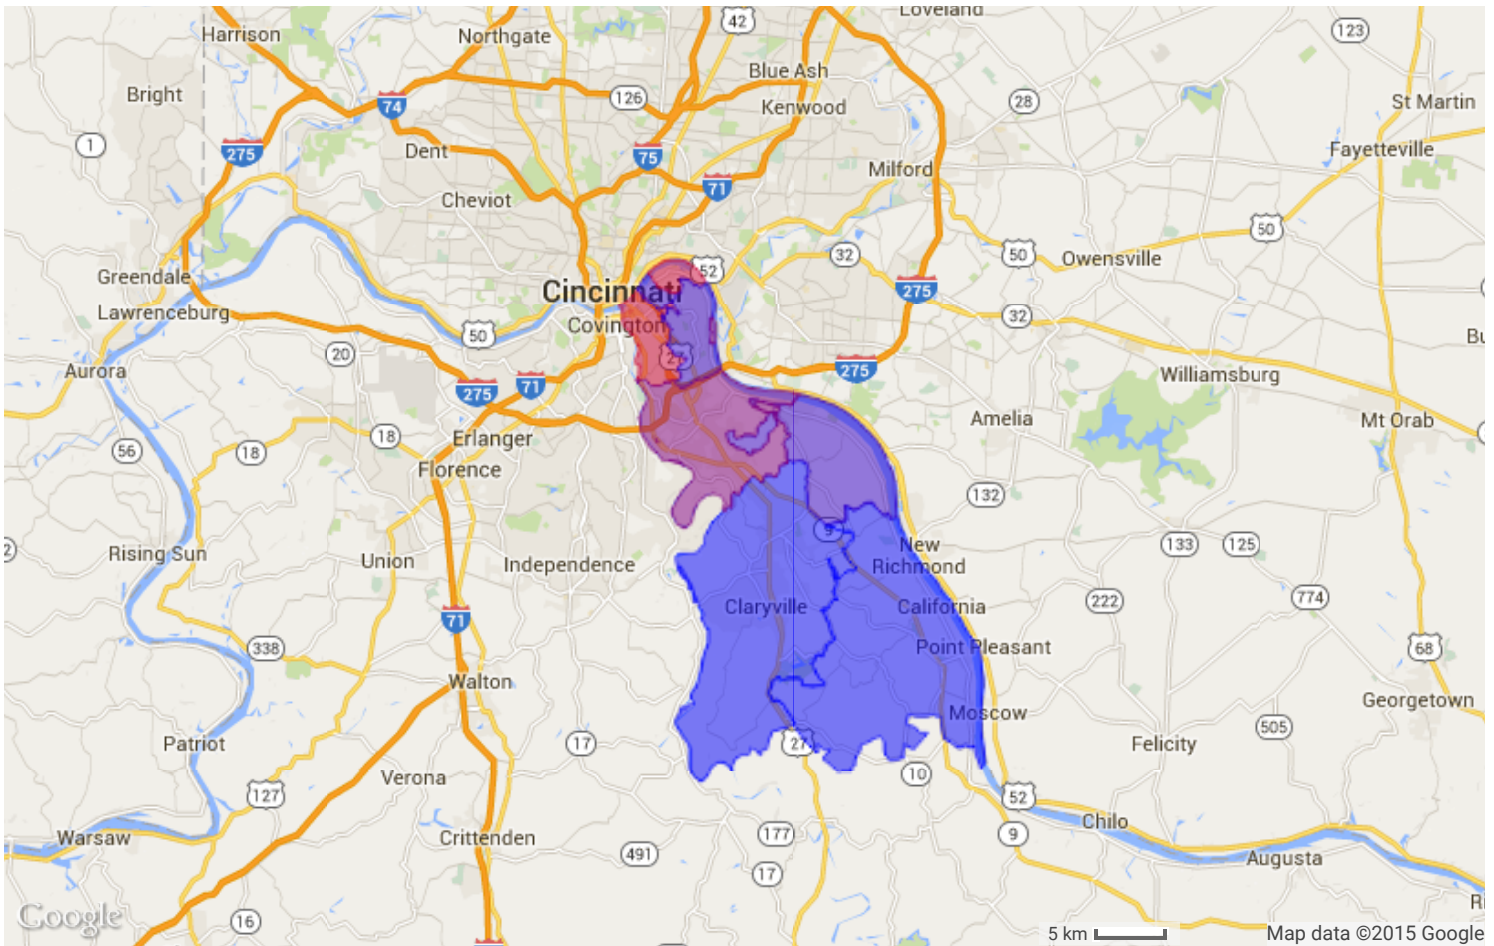 Loveland
42
Harrison
Northgate
123
Blue Ash
Bright
74
126
28
St Martin
Kenwood
1
275
Dent
75
Fayetteville
Milford
71
Cheviot
50
32
50
Owensville
52
Greendale
275
Cincinnati
Lawrenceburg
32
Covington
50
20
Aurora
275
Williamsburg
275
71
Amelia
Mt Orab
18
Erlanger
56
18
Florence
132
9
Rising Sun
New
Richmond
133
125
Union
Independence
774
222
Claryville
California
71
338
Point Pleasant
68
Walton
Georgetown
Moscow
505
Patriot
17
27
Felicity
Verona
10
127
52
Chilo
Warsaw
Crittenden
177
9
491
Augusta
17
Google
16
5 km
Map data ©2015 Google